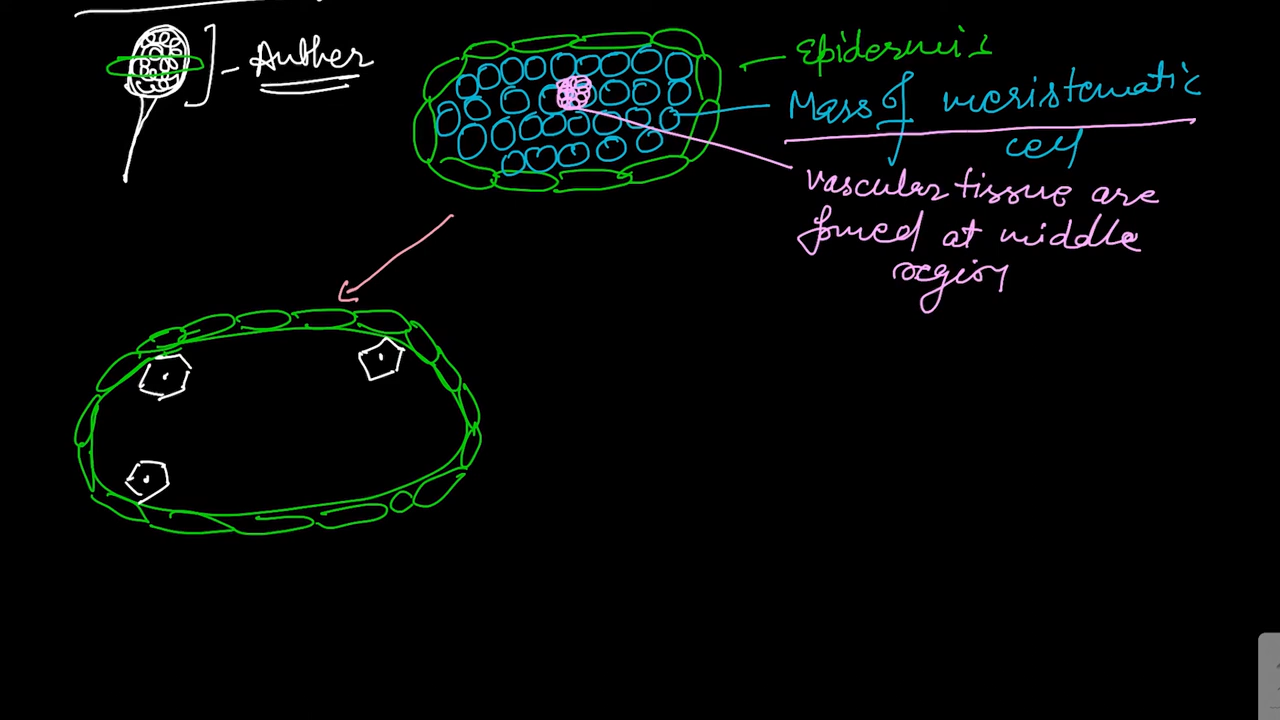 Anther
Epidermis
Mass of meristematic
cell
vascular tissue are
formed at middle
region